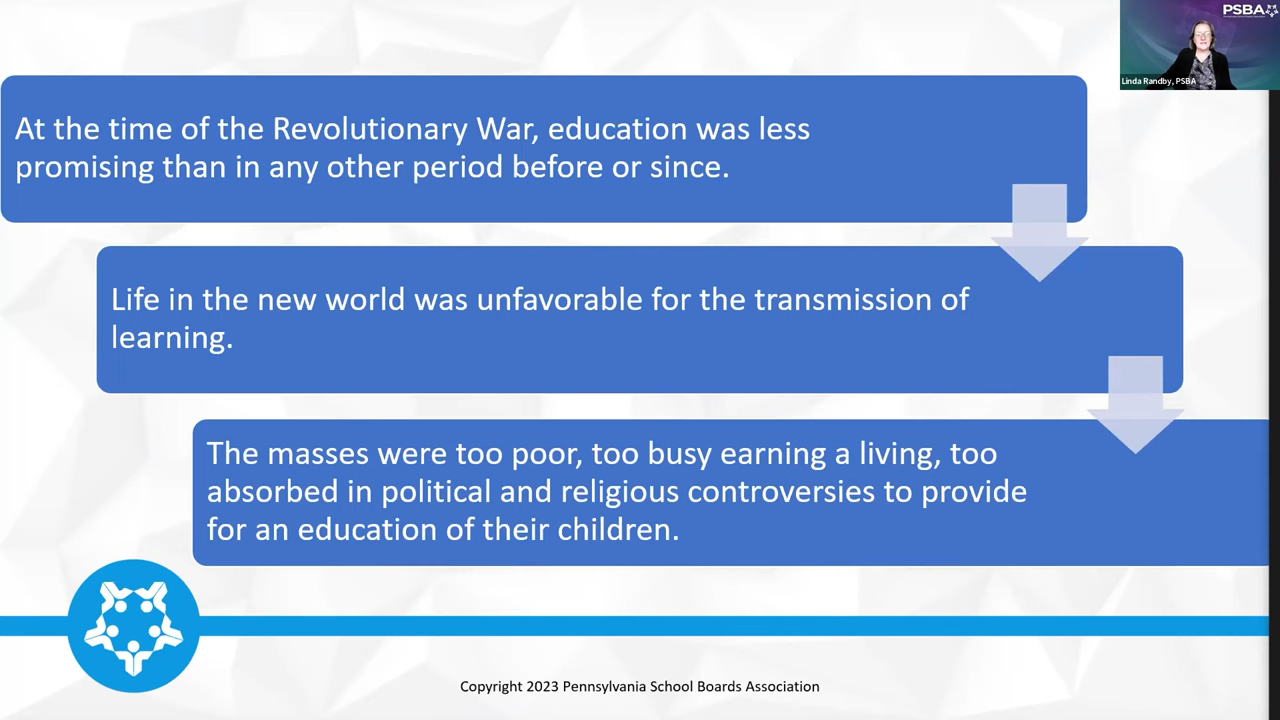 PSBA
Linda Randby, PSBA
At the time of the Revolutionary War, education was less
promising than in any other period before or since.
Life in the new world was unfavorable for the transmission of
learning.
The masses were too poor, too busy earning a living, too
absorbed in political and religious controversies to provide
for an education of their children.
Copyright 2023 Pennsylvania School Boards Association